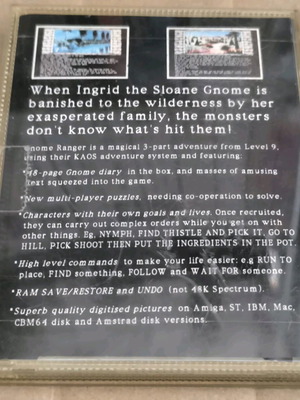 When Ingrid the Sloane Gnome is
banished to the wilderness by her
exasperated family, the monsters
don't know what's hit them!
Gnome Ranger is a magical 3-part adventure from Level 9,
using their KAOS adventure system and featuring:
*48-page Gnome diary in the box, and masses of amusing
text squeezed into the game.
*New multi-player puzzles, needing co-operation to solve.
*Characters with their own goals and lives. Once recruited,
they can carry out complex orders while you get on with
other things. Eg, NYMPH, FIND THISTLE AND PICK IT, GO TO
HILL, PICK SHOOT THEN PUT THE INGREDIENTS IN THE POT.
*High level commands to make your life easier: e.g RUN TO
place, FIND something, FOLLOW and WAIT FOR someone.
*RAM SAVE/RESTORE and UNDO (not 48K Spectrum).
*Superb quality digitised pictures on Amiga, ST, IBM, Mac,
CBM64 disk and Amstrad disk versions.